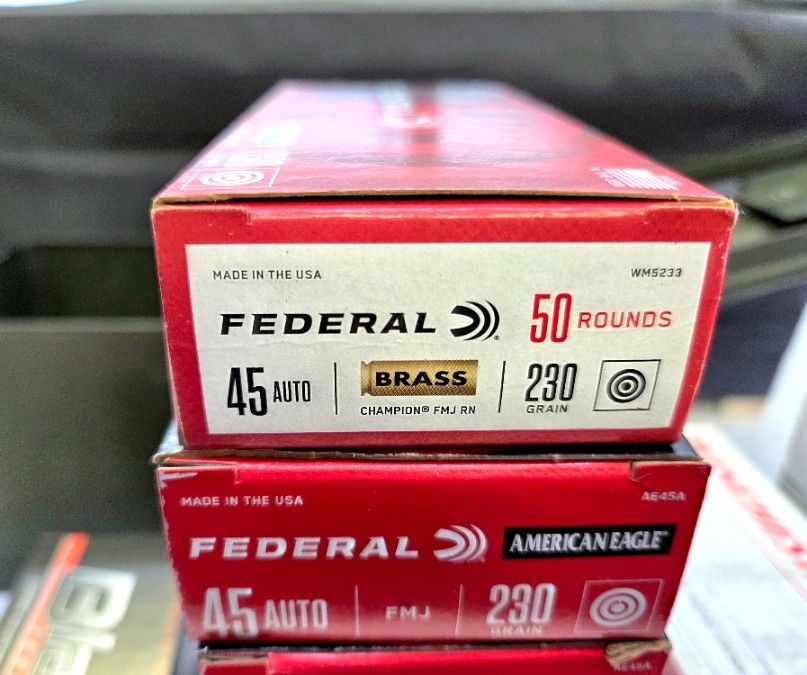 MADE IN THE USA WM5233
FEDERAL® 50 ROUNDS
45 AUTO BRASS 230 GRAIN
CHAMPION® FMJ RN
MADE IN THE USA AE45A
FEDERAL® AMERICAN EAGLE®
45 AUTO FMJ 230 GRAIN
AE45A